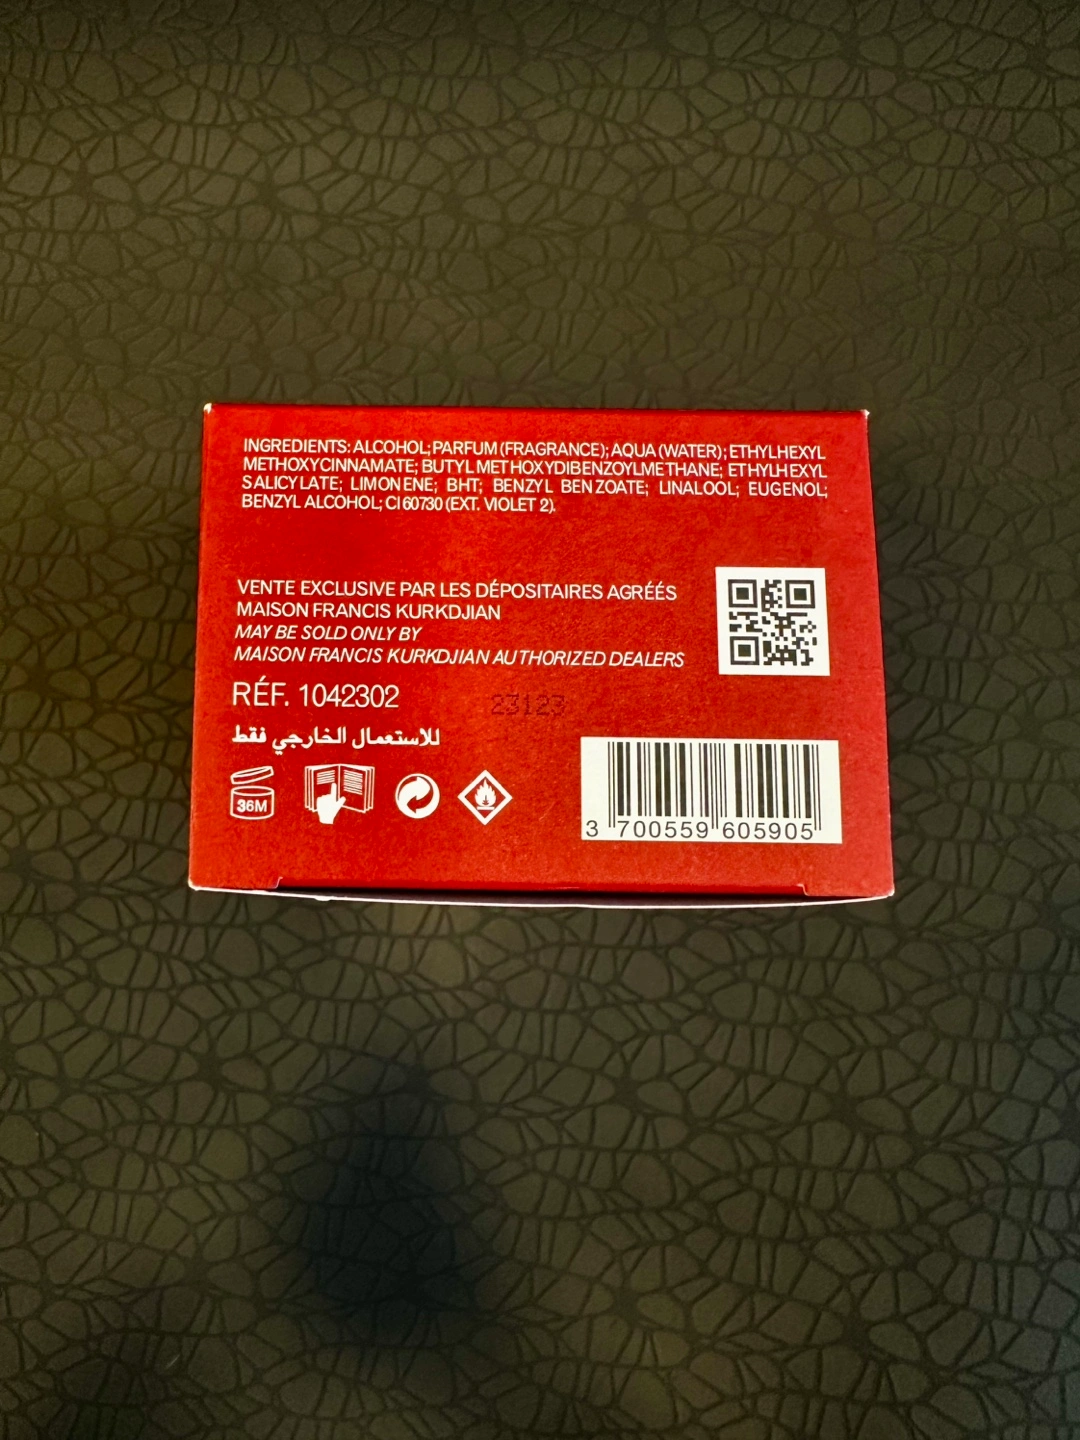 INGREDIENTS: ALCOHOL; PARFUM (FRAGRANCE); AQUA (WATER); ETHYLHEXYL
METHOXYCINNAMATE; BUTYL METHOXYDIBENZOYLMETHANE; ETHYLHEXYL
SALICYLATE; LIMONENE; BHT; BENZYL BENZOATE; LINALOOL; EUGENOL;
BENZYL ALCOHOL; CI 60730 (EXT. VIOLET 2).
VENTE EXCLUSIVE PAR LES DÉPOSITAIRES AGRÉÉS
MAISON FRANCIS KURKDJIAN
MAY BE SOLD ONLY BY
MAISON FRANCIS KURKDJIAN AUTHORIZED DEALERS
RÉF. 1042302
23123
للاستعمال الخارجي فقط
36M
3 700559 605905